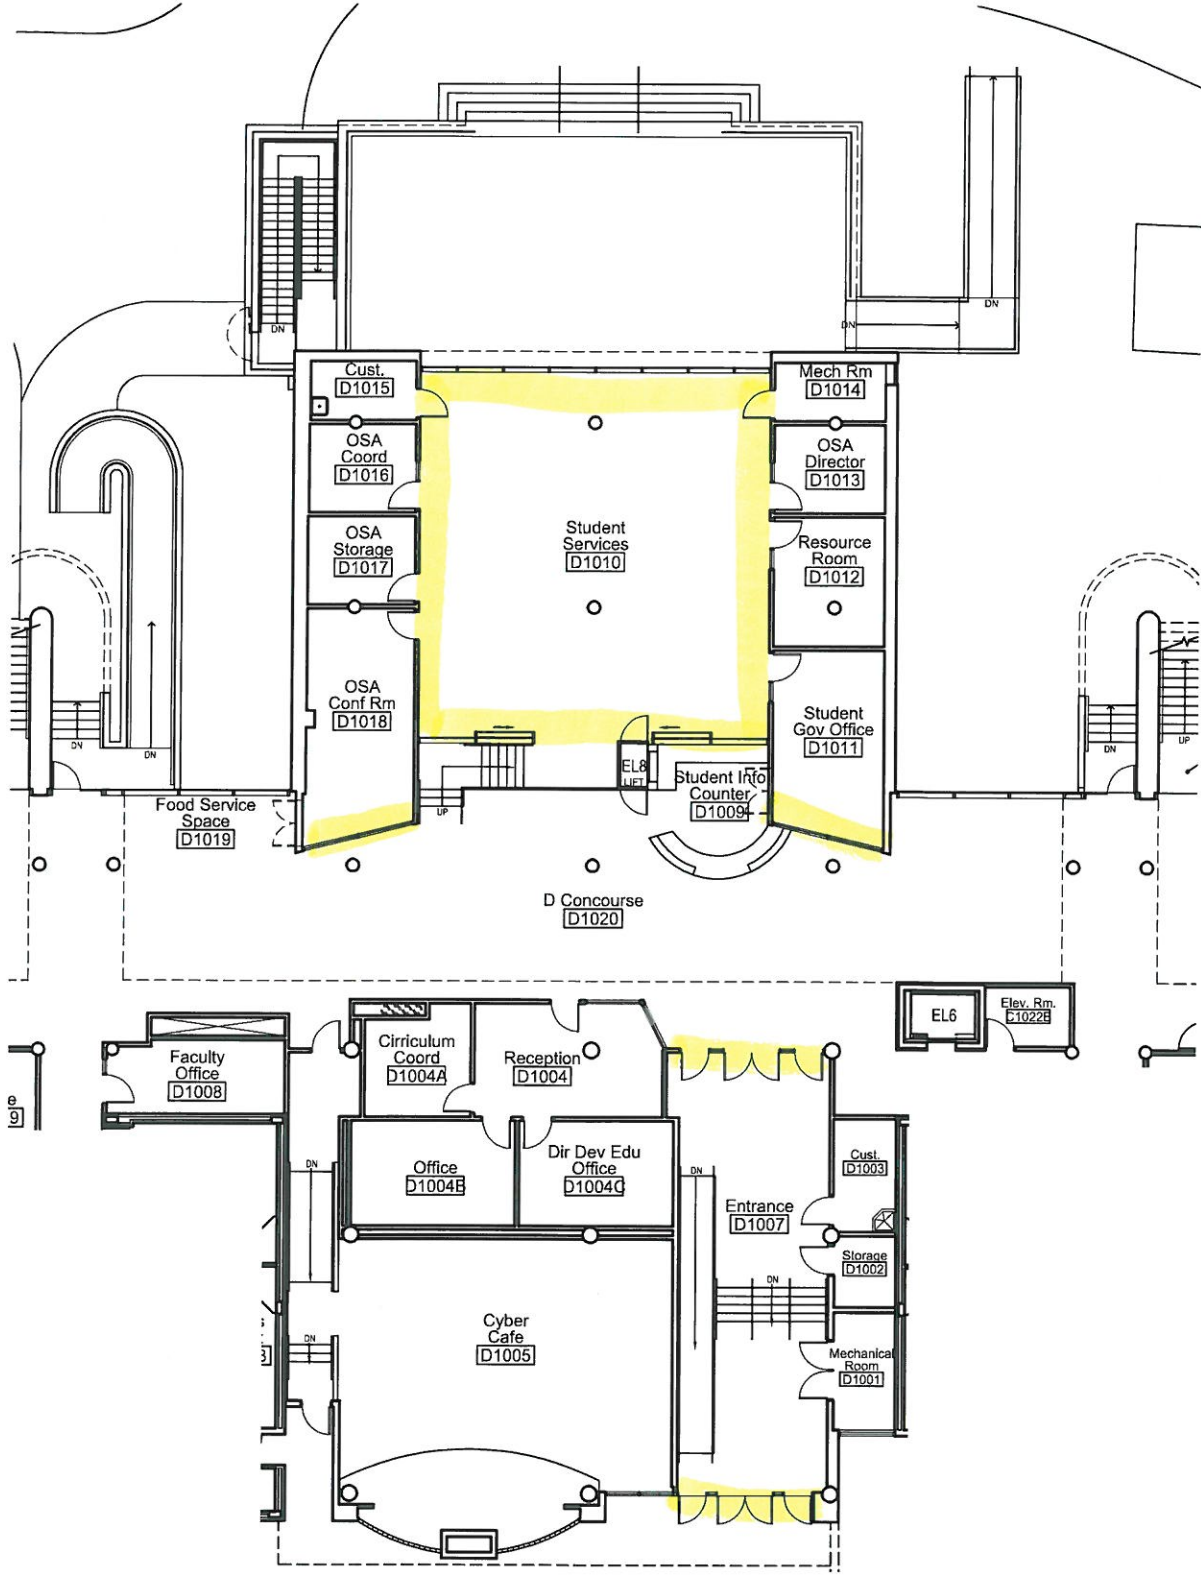 DN
DN
DN
Cust.
D1015
Mech Rm
D1014
OSA
Coord
D1016
OSA
Director
D1013
OSA
Storage
D1017
Student
Services
D1010
Resource
Room
D1012
OSA
Conf Rm
D1018
Student
Gov Office
D1011
DN
DN
DN
UP
EL8
LIFT
Student Info
Counter
D1009
UP
Food Service
Space
D1019
D Concourse
D1020
EL6
Elev. Rm.
C1022B
Faculty
Office
D1008
Cirriculum
Coord
D1004A
Reception
D1004
e
9
DN
Office
D1004B
Dir Dev Edu
Office
D1004C
DN
Cust.
D1003
Entrance
D1007
Storage
D1002
DN
DN
Cyber
Cafe
D1005
Mechanical
Room
D1001